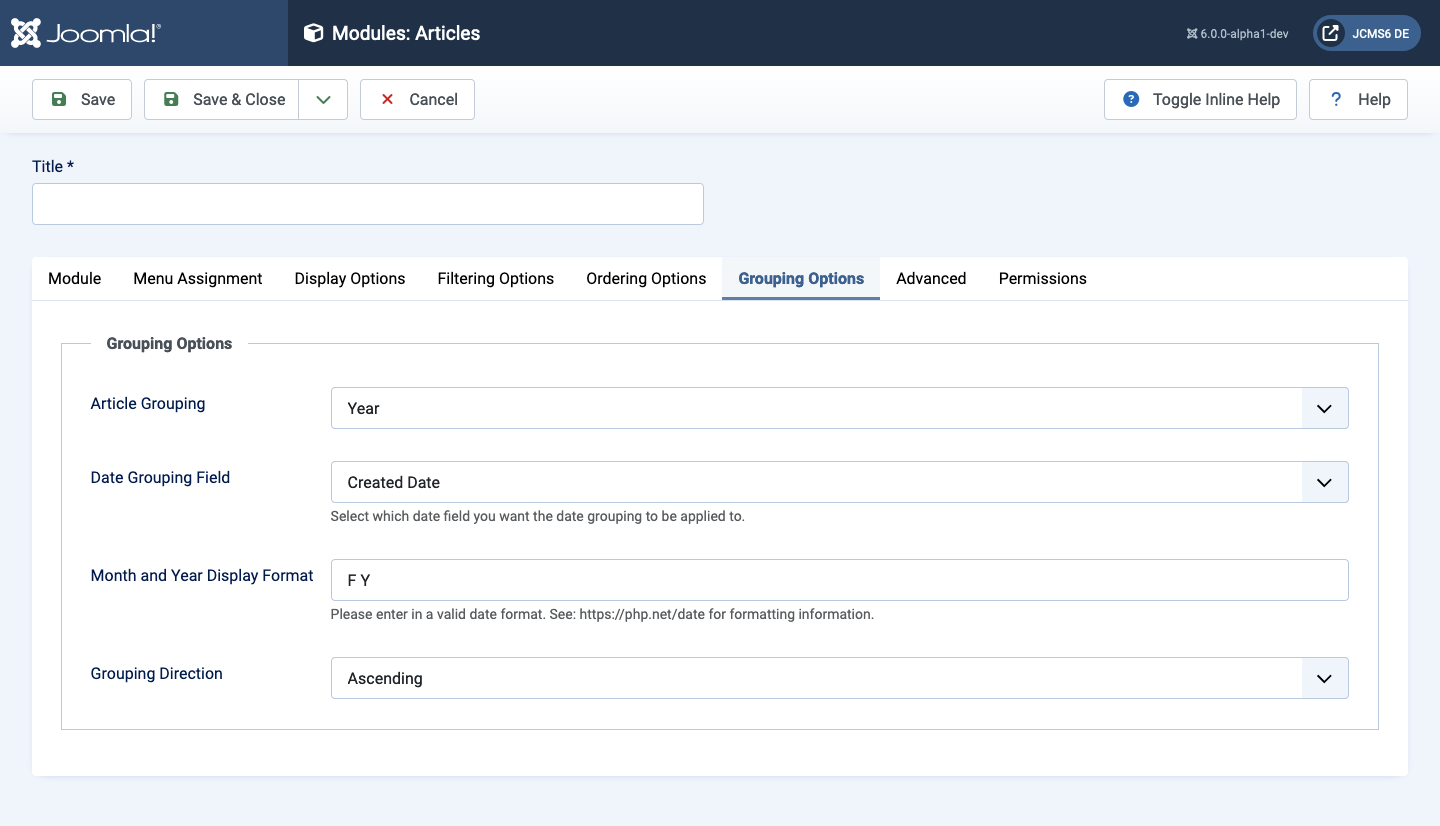 Joomla!® Modules: Articles 6.0.0-alpha1-dev JCMS6 DE
Save Save & Close Cancel Toggle Inline Help Help
Title *
Module Menu Assignment Display Options Filtering Options Ordering Options Grouping Options Advanced Permissions
Grouping Options
Article Grouping Year
Date Grouping Field Created Date
Select which date field you want the date grouping to be applied to.
Month and Year Display Format F Y
Please enter in a valid date format. See: https://php.net/date for formatting information.
Grouping Direction Ascending